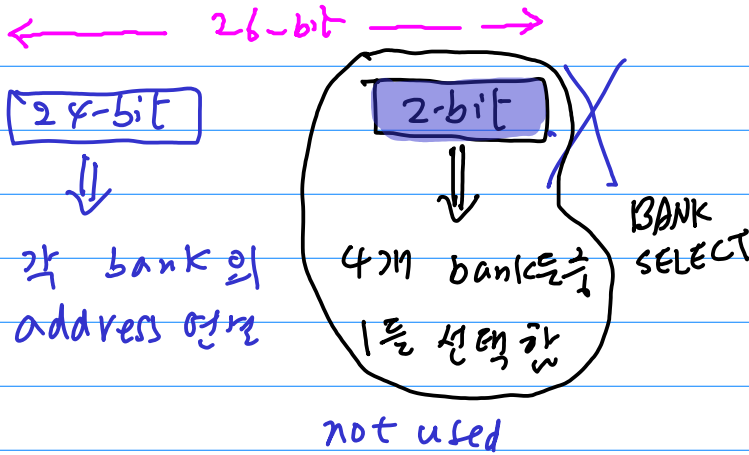 26-bit
24-bit
2-bit
각 bank의
address 연결
4개 bank들중
1를 선택함
BANK
SELECT
not used